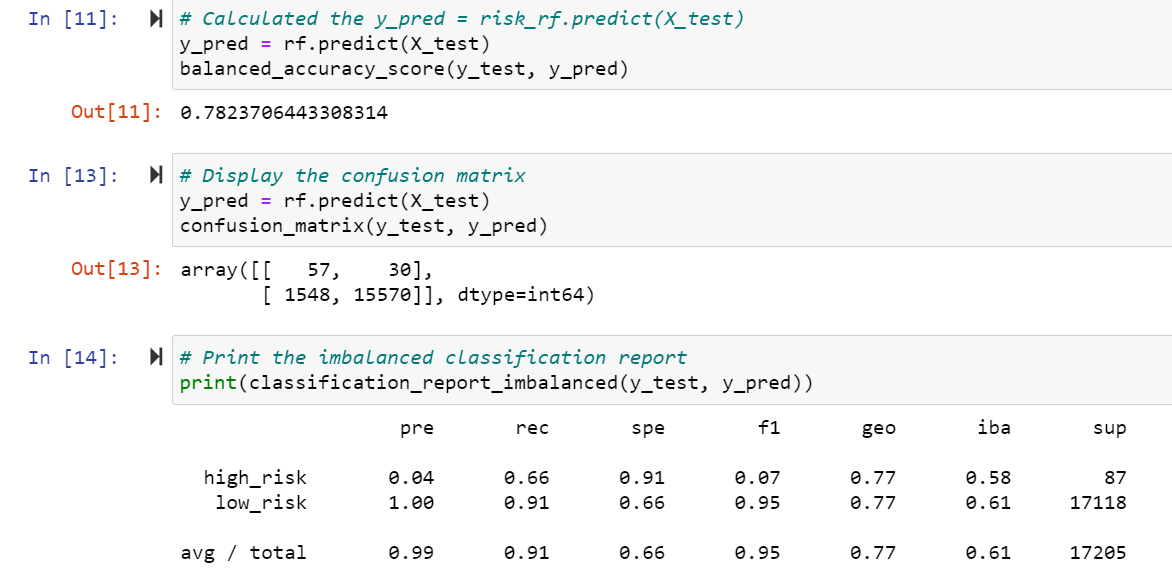 In [11]: # Calculated the y_pred = risk_rf.predict(X_test)
y_pred = rf.predict(X_test)
balanced_accuracy_score(y_test, y_pred)
Out[11]: 0.7823706443308314
In [13]: # Display the confusion matrix
y_pred = rf.predict(X_test)
confusion_matrix(y_test, y_pred)
Out[13]: array([[   57,    30],
       [ 1548, 15570]], dtype=int64)
In [14]: # Print the imbalanced classification report
print(classification_report_imbalanced(y_test, y_pred))
pre rec spe f1 geo iba sup
high_risk 0.04 0.66 0.91 0.07 0.77 0.58 87
low_risk 1.00 0.91 0.66 0.95 0.77 0.61 17118
avg / total 0.99 0.91 0.66 0.95 0.77 0.61 17205